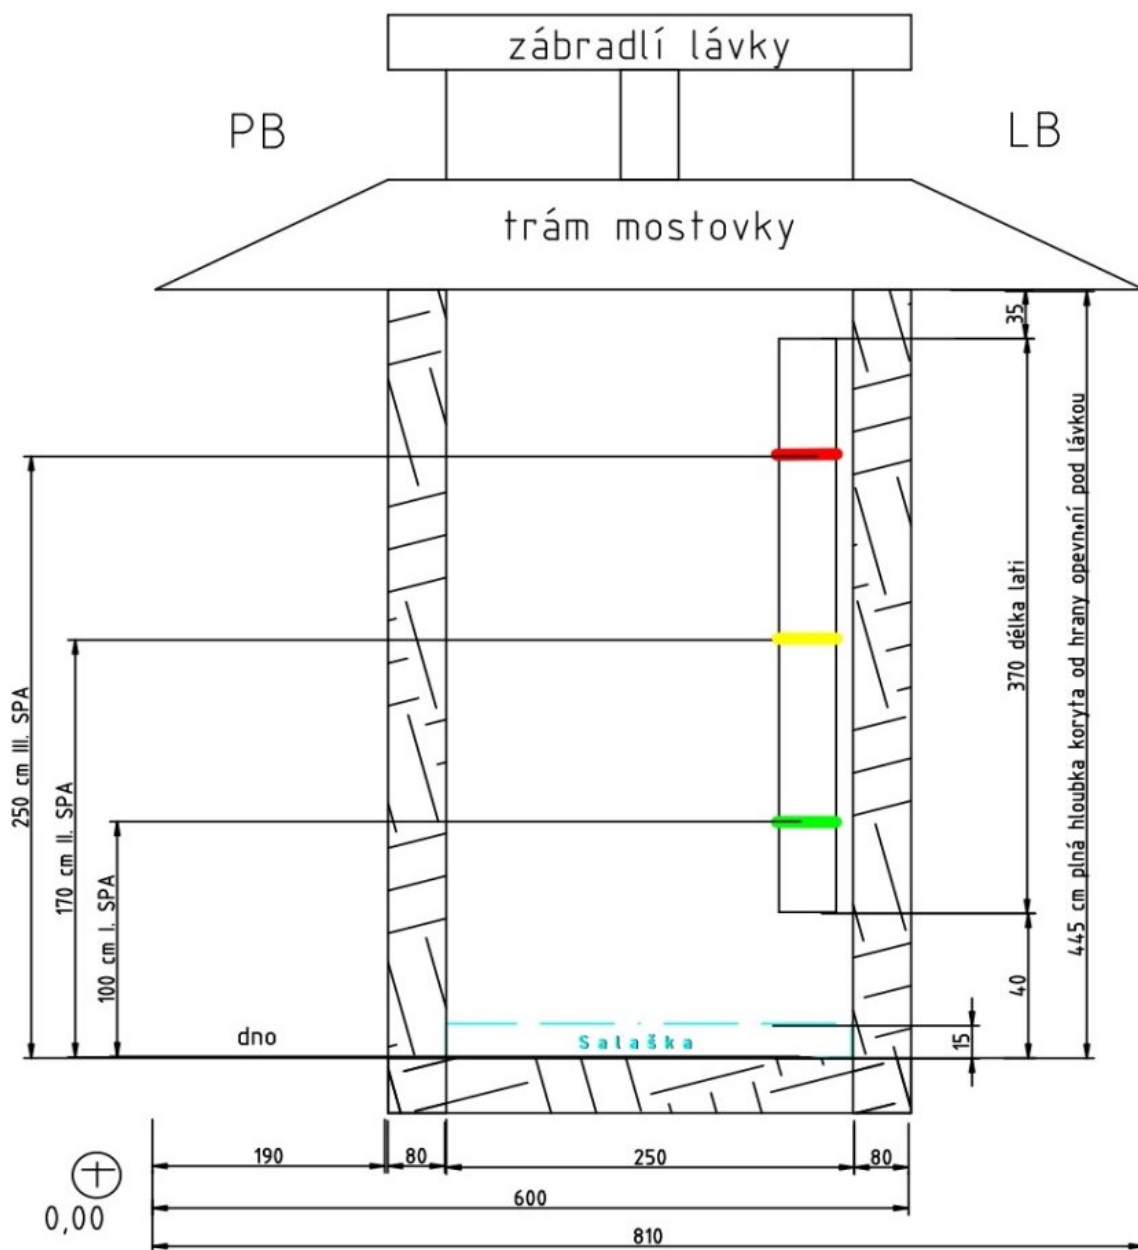 zábradlí lávky
PB
LB
trám mostovky
35
370 délka lati
445 cm plná hloubka koryta od hrany opevnění pod lávkou
250 cm III. SPA
170 cm II. SPA
100 cm I. SPA
40
15
dno
Salaška
190
80
250
80
600
810
0,00